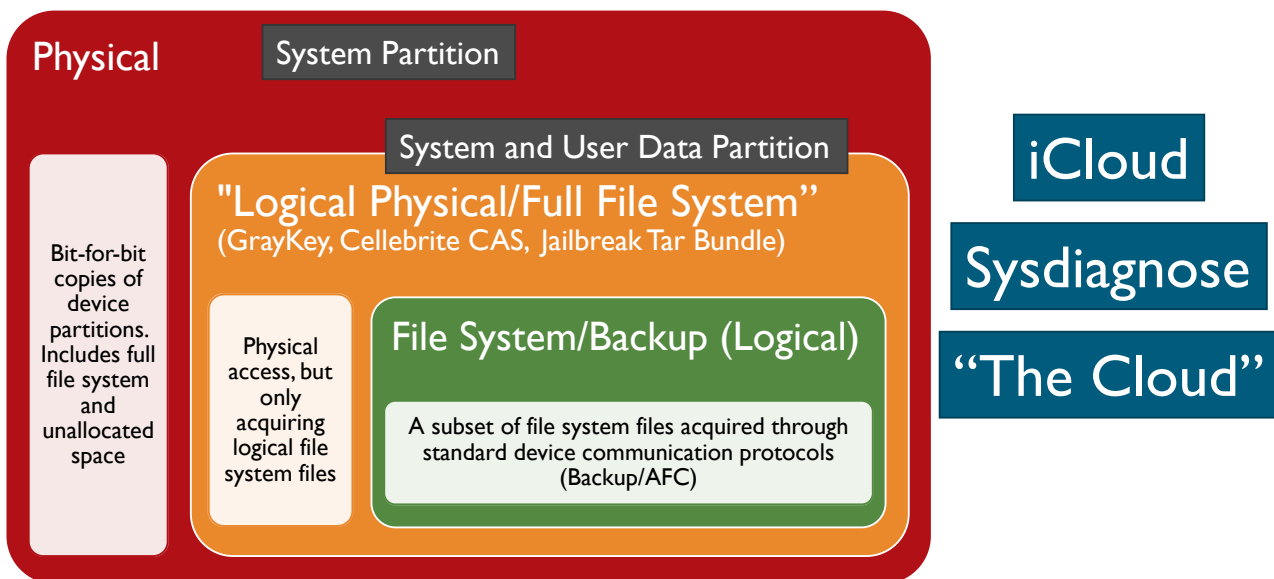 Physical
System Partition
System and User Data Partition
Bit-for-bit
copies of
device
partitions.
Includes full
file system
and
unallocated
space
"Logical Physical/Full File System”
(GrayKey, Cellebrite CAS, Jailbreak Tar Bundle)
Physical
access, but
only
acquiring
logical file
system files
File System/Backup (Logical)
A subset of file system files acquired through
standard device communication protocols
(Backup/AFC)
iCloud
Sysdiagnose
“The Cloud”